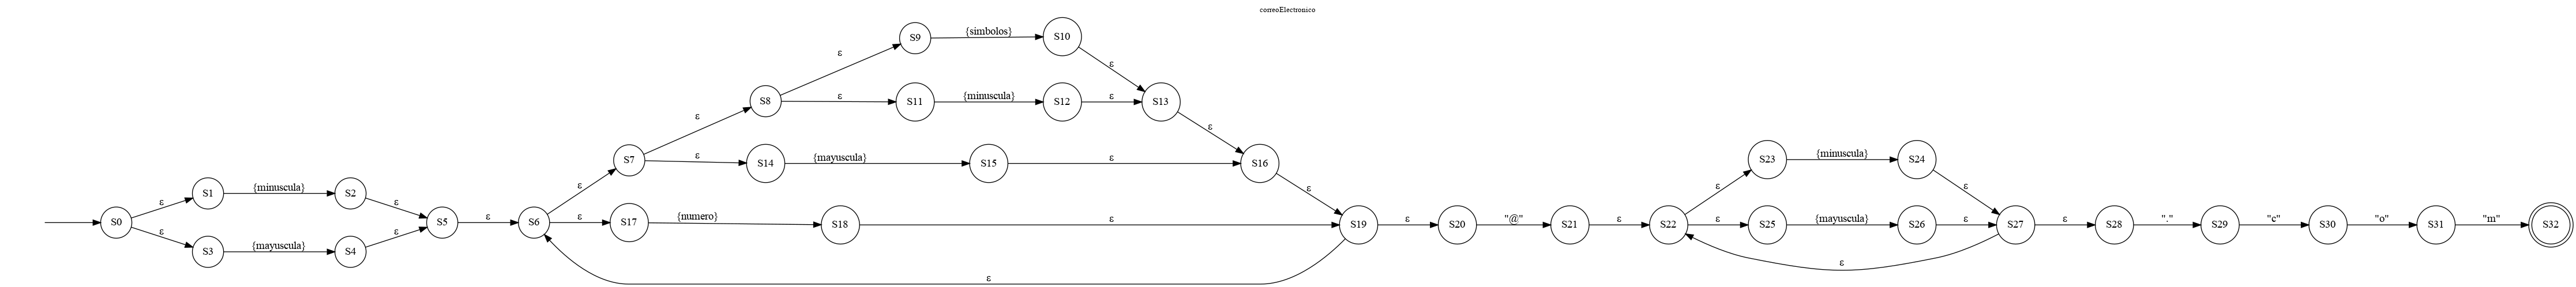 correoElectronico
S9 {simbolos} S10
ε ε
S8 ε S11 {minuscula} S12 ε S13
ε ε
S7 ε S14 {mayuscula} S15 ε S16
S23 {minuscula} S24
ε ε ε ε
S1 {minuscula} S2
ε ε
S0 S5 ε S6 ε S17 {numero} S18 ε S19 ε S20 "@" S21 ε S22 ε S25 {mayuscula} S26 ε S27 ε S28 "." S29 "c" S30 "o" S31 "m" S32
ε ε
S3 {mayuscula} S4
ε ε